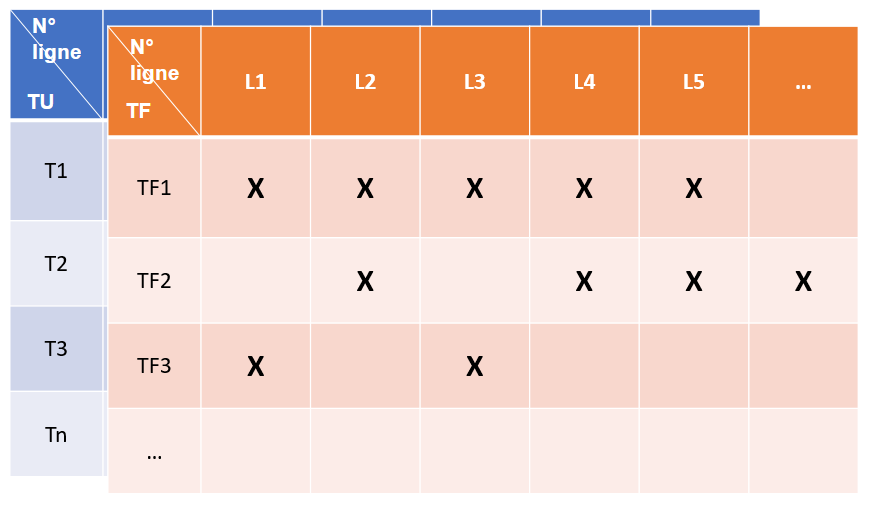 N°
ligne
TU
T1
T2
T3
Tn
N°
ligne
TF
L1 L2 L3 L4 L5 ...
TF1 X X X X X
TF2 X X X X
TF3 X X
...